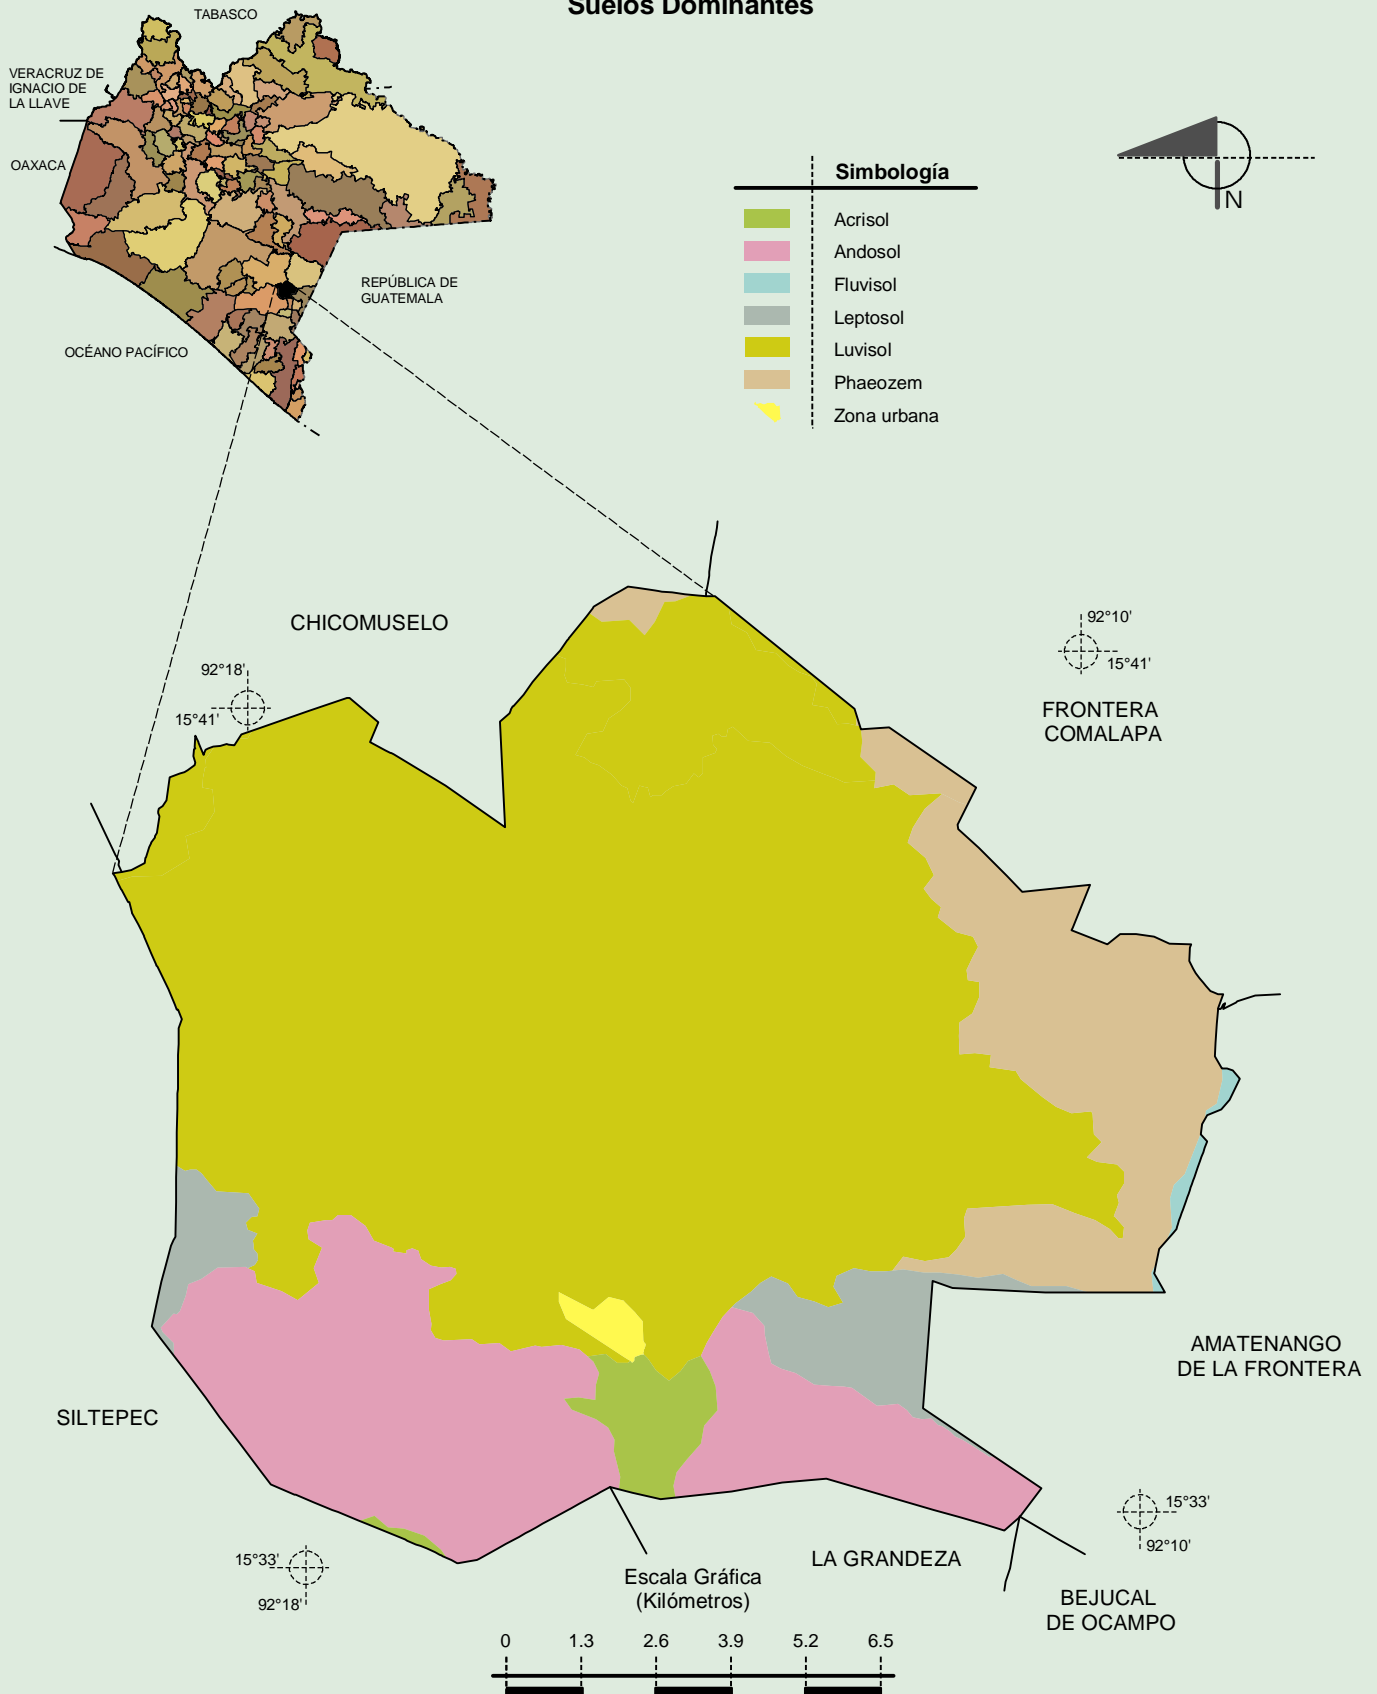 Suelos Dominantes
TABASCO
VERACRUZ DE
IGNACIO DE
LA LLAVE
OAXACA
REPÚBLICA DE
GUATEMALA
OCÉANO PACÍFICO
Simbología
Acrisol
Andosol
Fluvisol
Leptosol
Luvisol
Phaeozem
Zona urbana
N
CHICOMUSELO
92°18'
15°41'
92°10'
15°41'
FRONTERA
COMALAPA
AMATENANGO
DE LA FRONTERA
SILTEPEC
15°33'
92°10'
15°33'
92°18'
LA GRANDEZA
BEJUCAL
DE OCAMPO
Escala Gráfica
(Kilómetros)
0 1.3 2.6 3.9 5.2 6.5